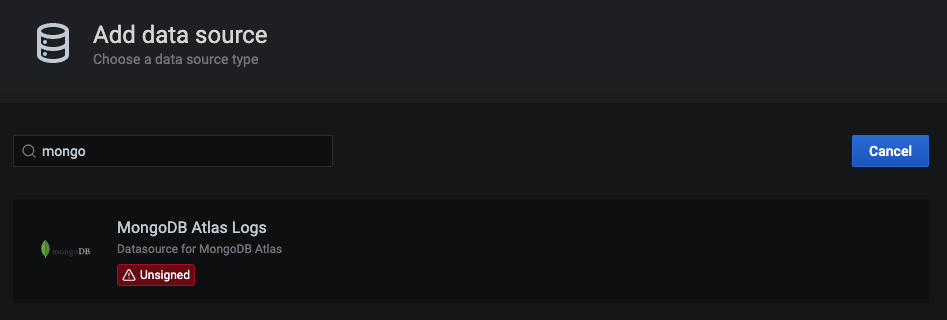 Add data source
Choose a data source type
mongo
Cancel
MongoDB Atlas Logs
mongoDB
Datasource for MongoDB Atlas
Unsigned